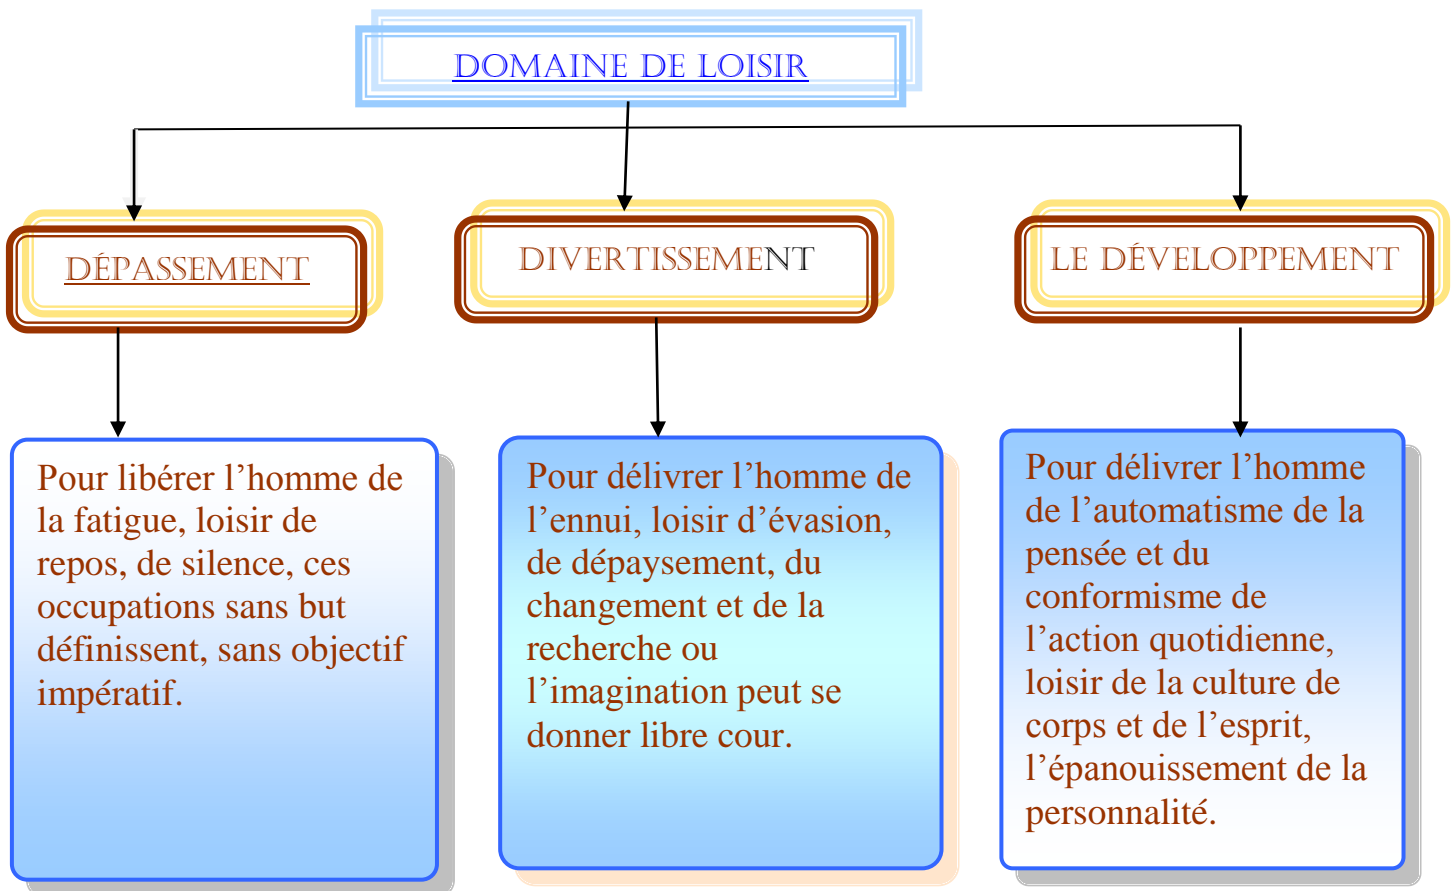 DOMAINE DE LOISIR
DÉPASSEMENT
DIVERTISSEMENT
LE DÉVELOPPEMENT
Pour libérer l’homme de
la fatigue, loisir de
repos, de silence, ces
occupations sans but
définissent, sans objectif
impératif.
Pour délivrer l’homme de
l’ennui, loisir d’évasion,
de dépaysement, du
changement et de la
recherche ou
l’imagination peut se
donner libre cour.
Pour délivrer l’homme
de l’automatisme de la
pensée et du
conformisme de
l’action quotidienne,
loisir de la culture de
corps et de l’esprit,
l’épanouissement de la
personnalité.